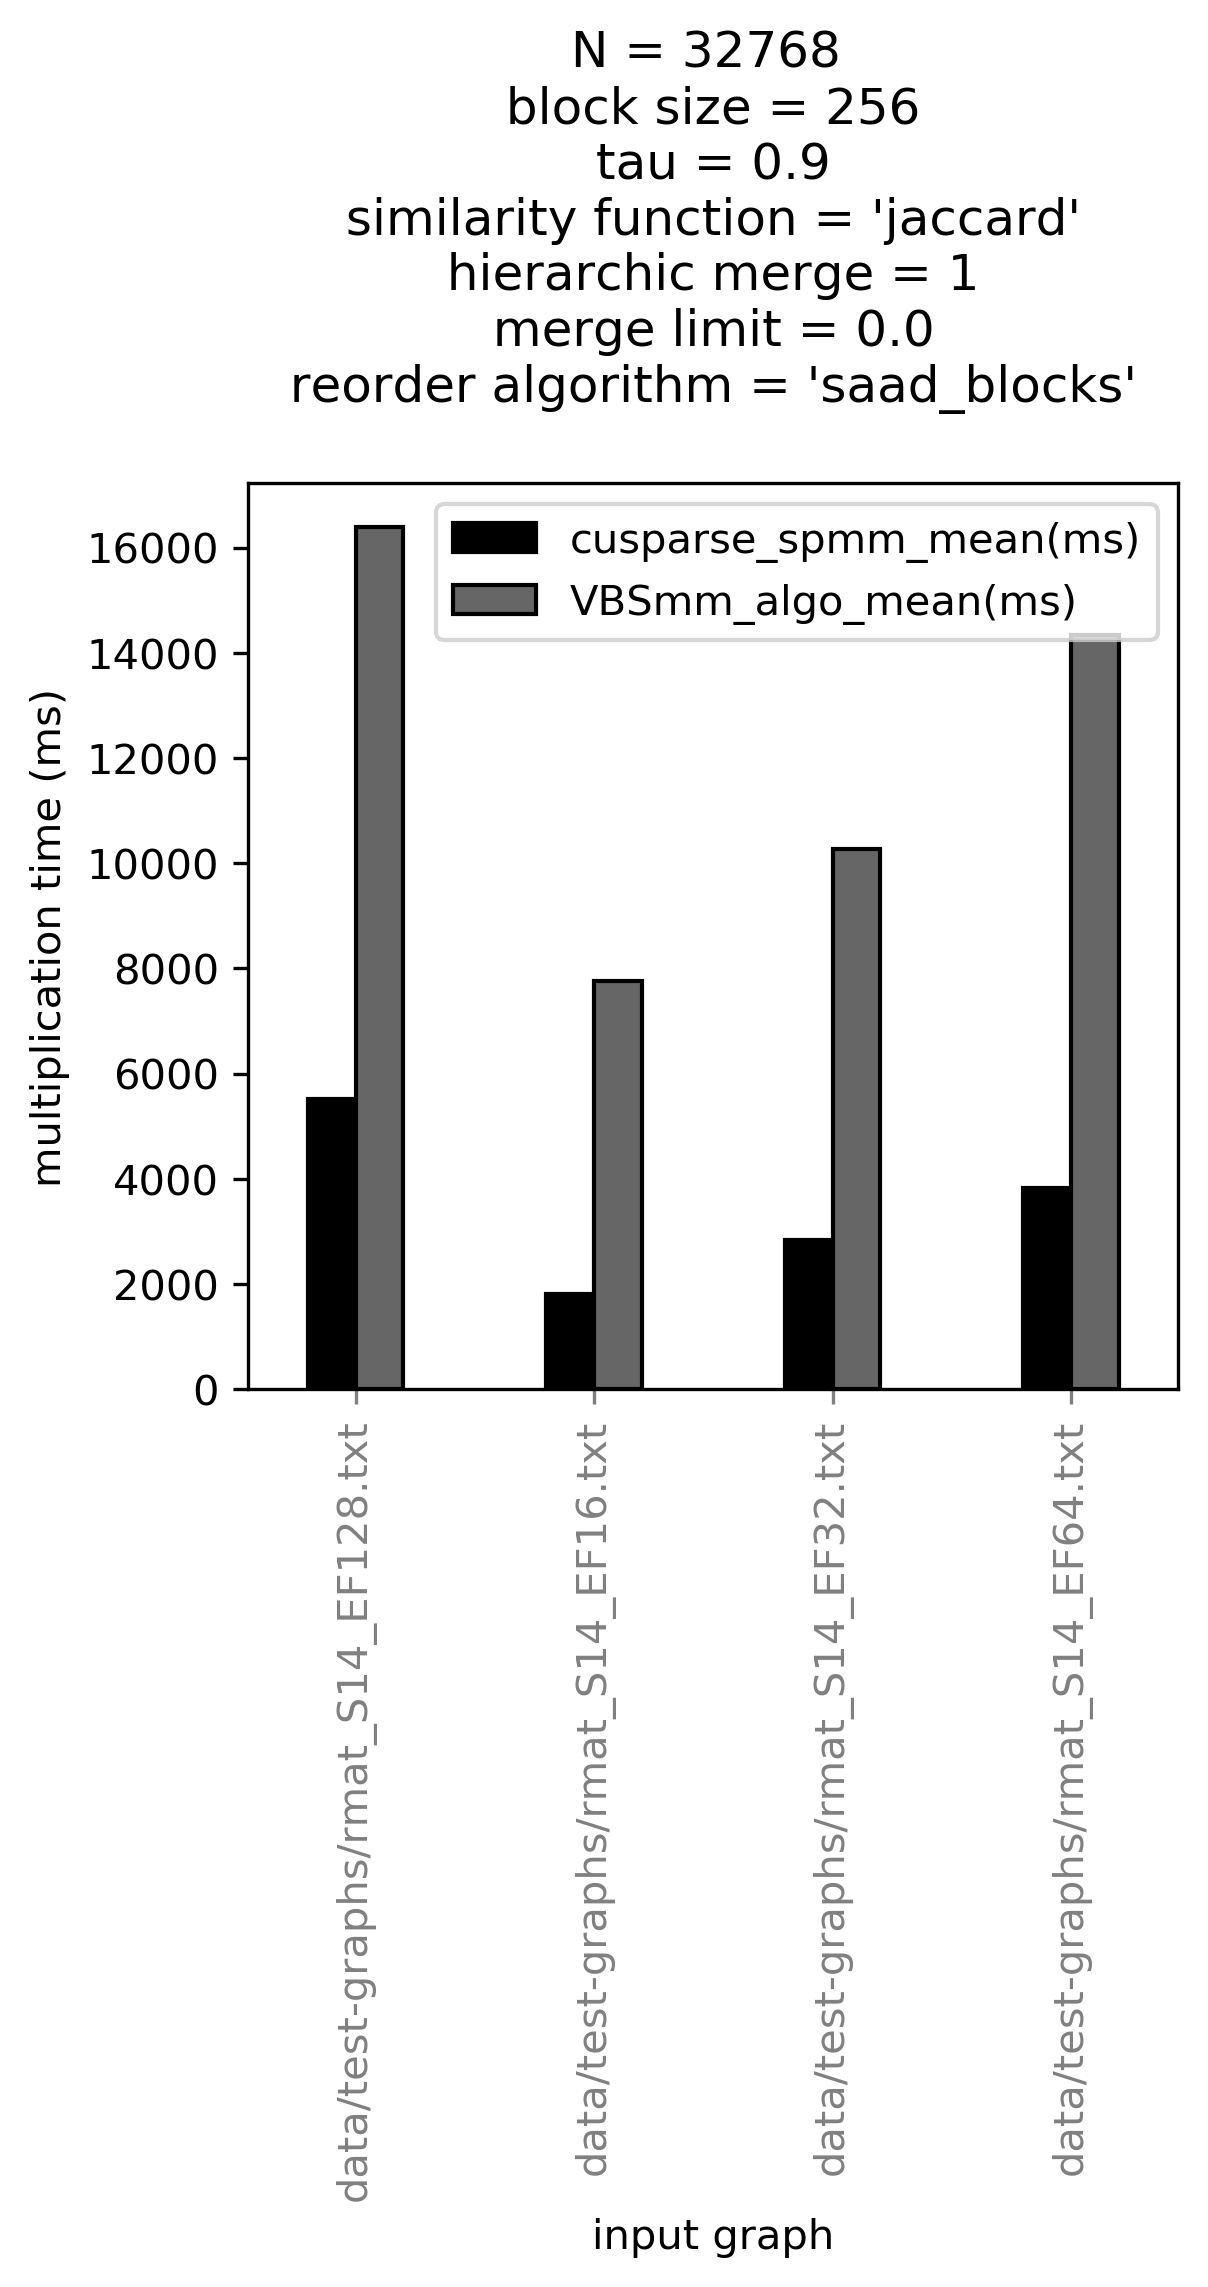 N = 32768
block size = 256
tau = 0.9
similarity function = 'jaccard'
hierarchic merge = 1
merge limit = 0.0
reorder algorithm = 'saad_blocks'
cusparse_spmm_mean(ms)
VBSmm_algo_mean(ms)
16000
14000
12000
10000
8000
6000
4000
2000
0
multiplication time (ms)
data/test-graphs/rmat_S14_EF128.txt
data/test-graphs/rmat_S14_EF16.txt
data/test-graphs/rmat_S14_EF32.txt
data/test-graphs/rmat_S14_EF64.txt
input graph